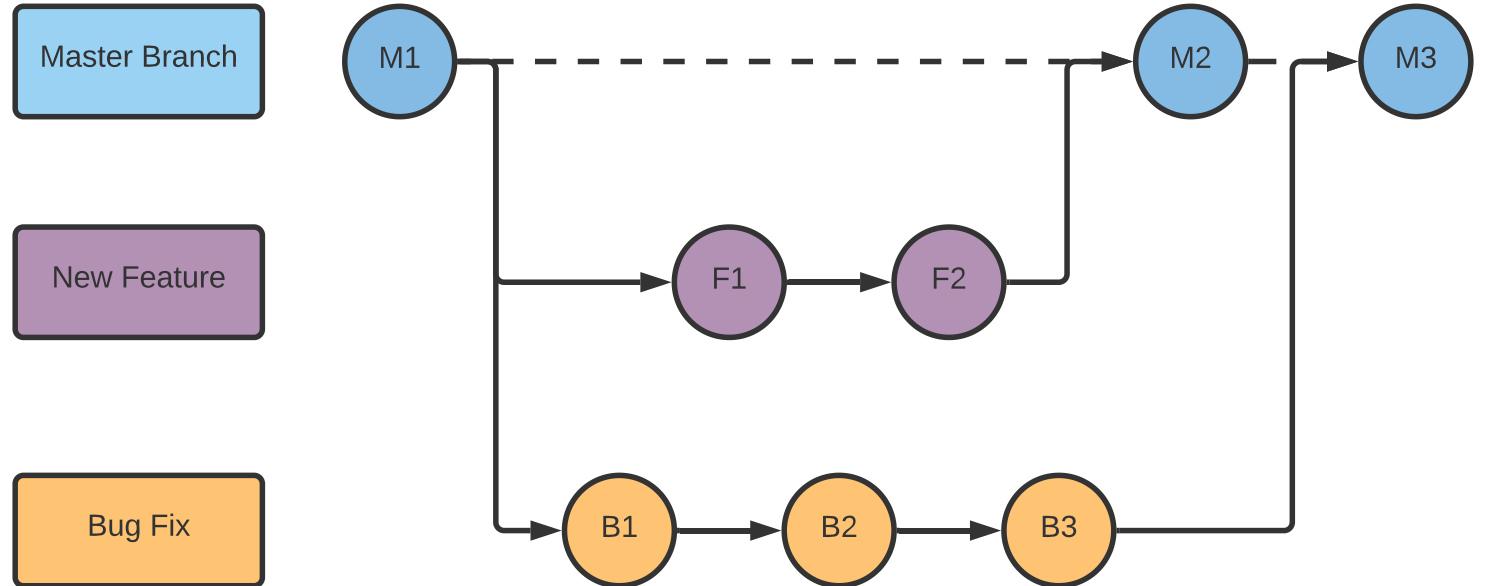 Master Branch
M1
M2
M3
New Feature
F1
F2
Bug Fix
B1
B2
B3